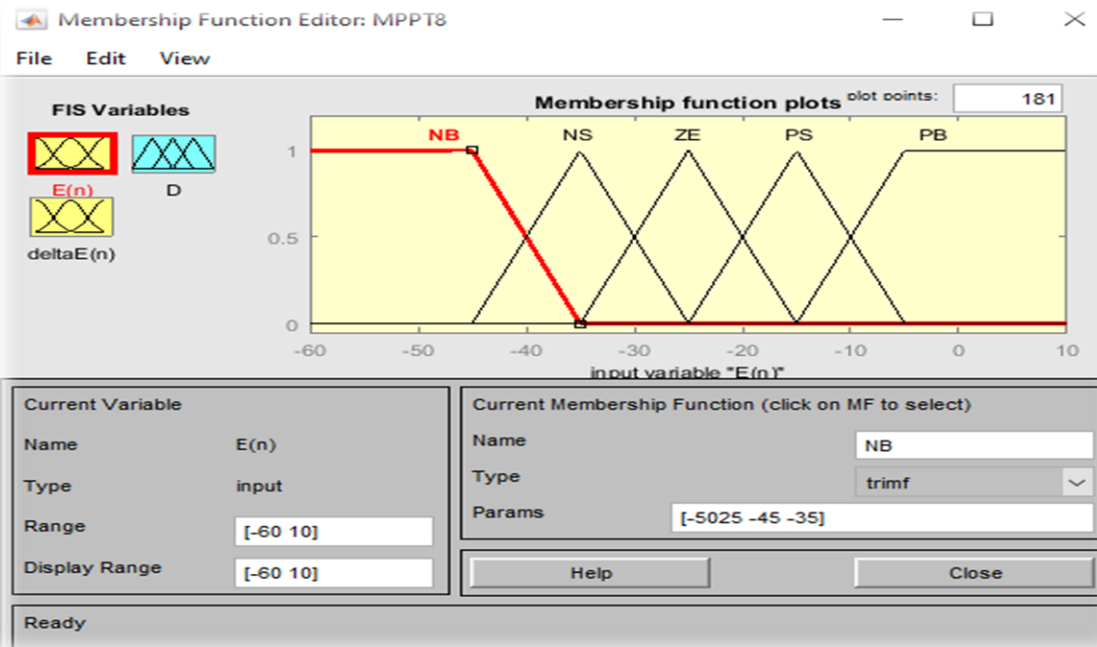 Membership Function Editor: MPPT8
File Edit View
FIS Variables
E(n) D
deltaE(n)
Membership function plots plot points: 181
NB NS ZE PS PB
1
0.5
0
-60 -50 -40 -30 -20 -10 0 10
input variable "E(n)"
Current Variable
Name E(n)
Type input
Range [-60 10]
Display Range [-60 10]
Current Membership Function (click on MF to select)
Name NB
Type trimf
Params [-5025 -45 -35]
Help Close
Ready